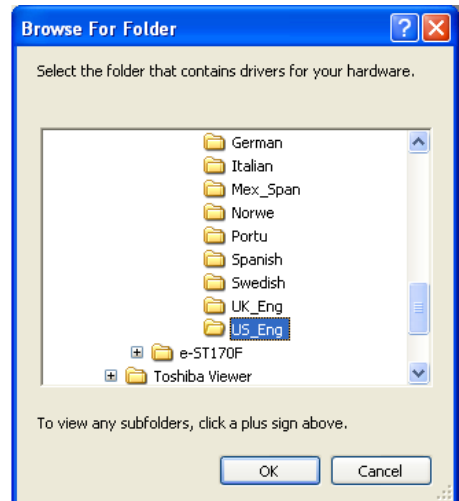 Browse For Folder
Select the folder that contains drivers for your hardware.
German
Italian
Mex_Span
Norwe
Portu
Spanish
Swedish
UK_Eng
US_Eng
e-ST170F
Toshiba Viewer
To view any subfolders, click a plus sign above.
OK Cancel